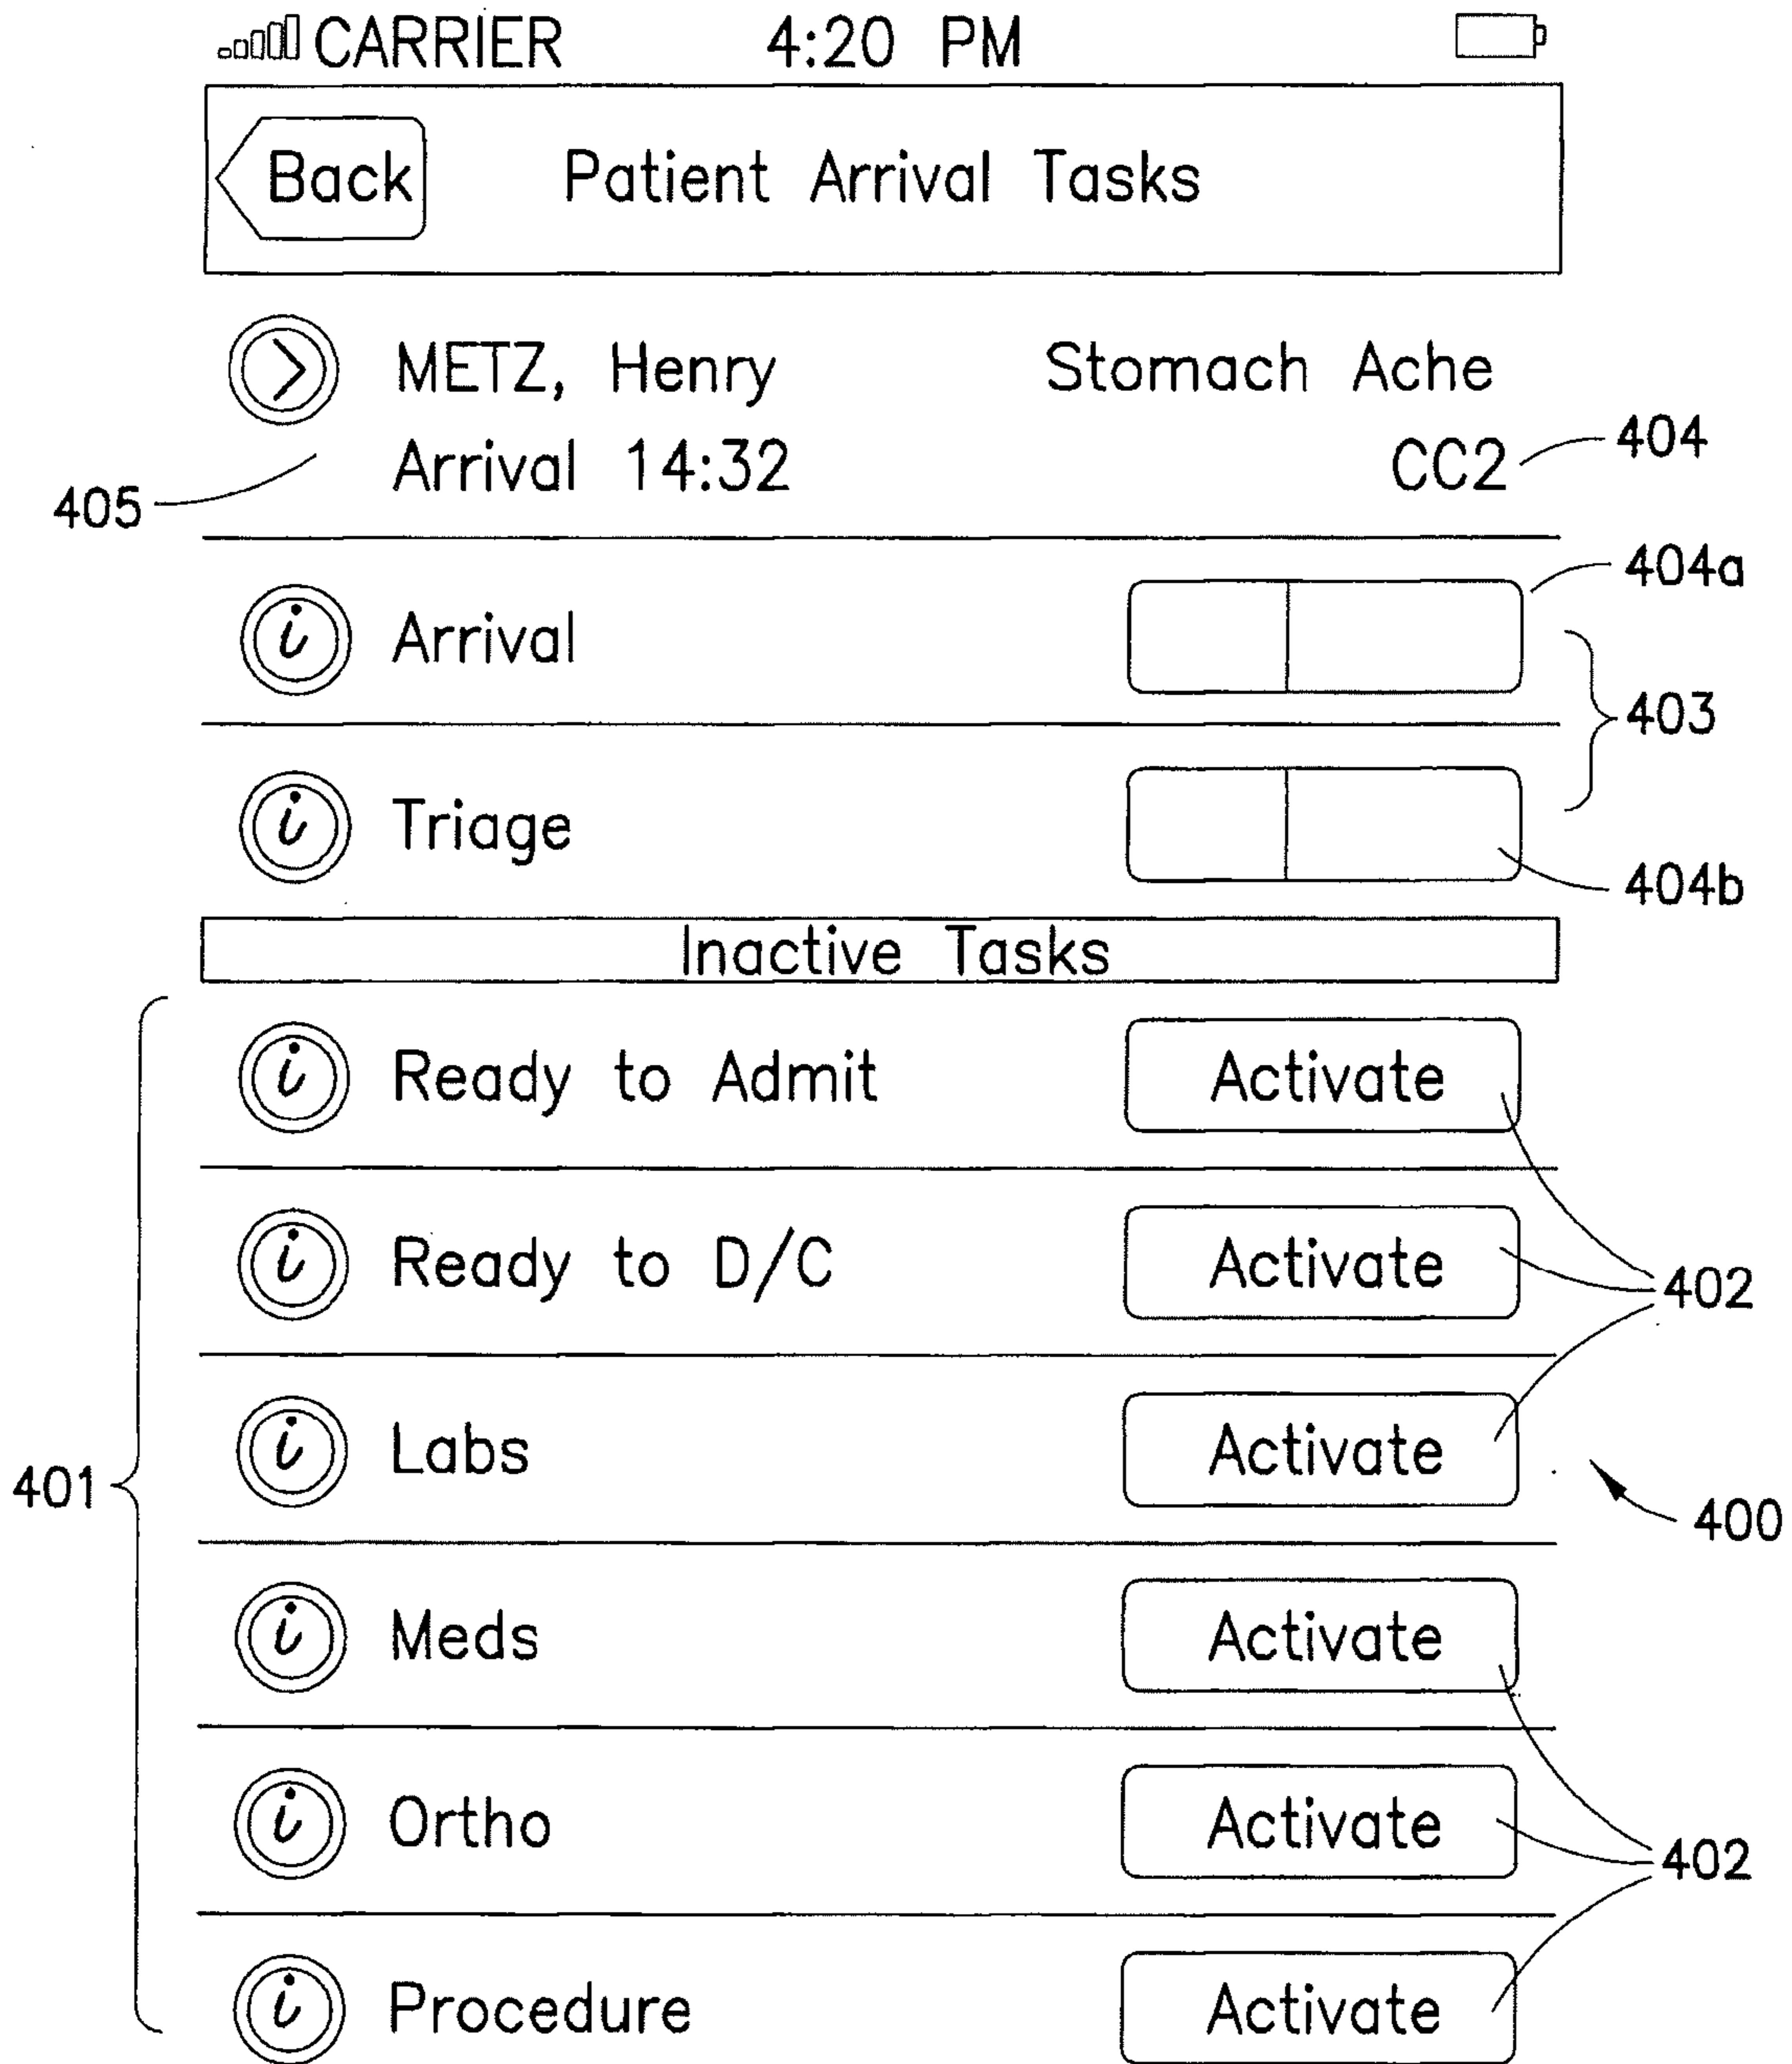 CARRIER 4:20 PM
Back Patient Arrival Tasks
METZ, Henry Stomach Ache
Arrival 14:32 CC2 404
405
404a
i Arrival
403
i Triage
404b
Inactive Tasks
i Ready to Admit Activate
i Ready to D/C Activate
402
i Labs Activate
401
400
i Meds Activate
i Ortho Activate
402
i Procedure Activate